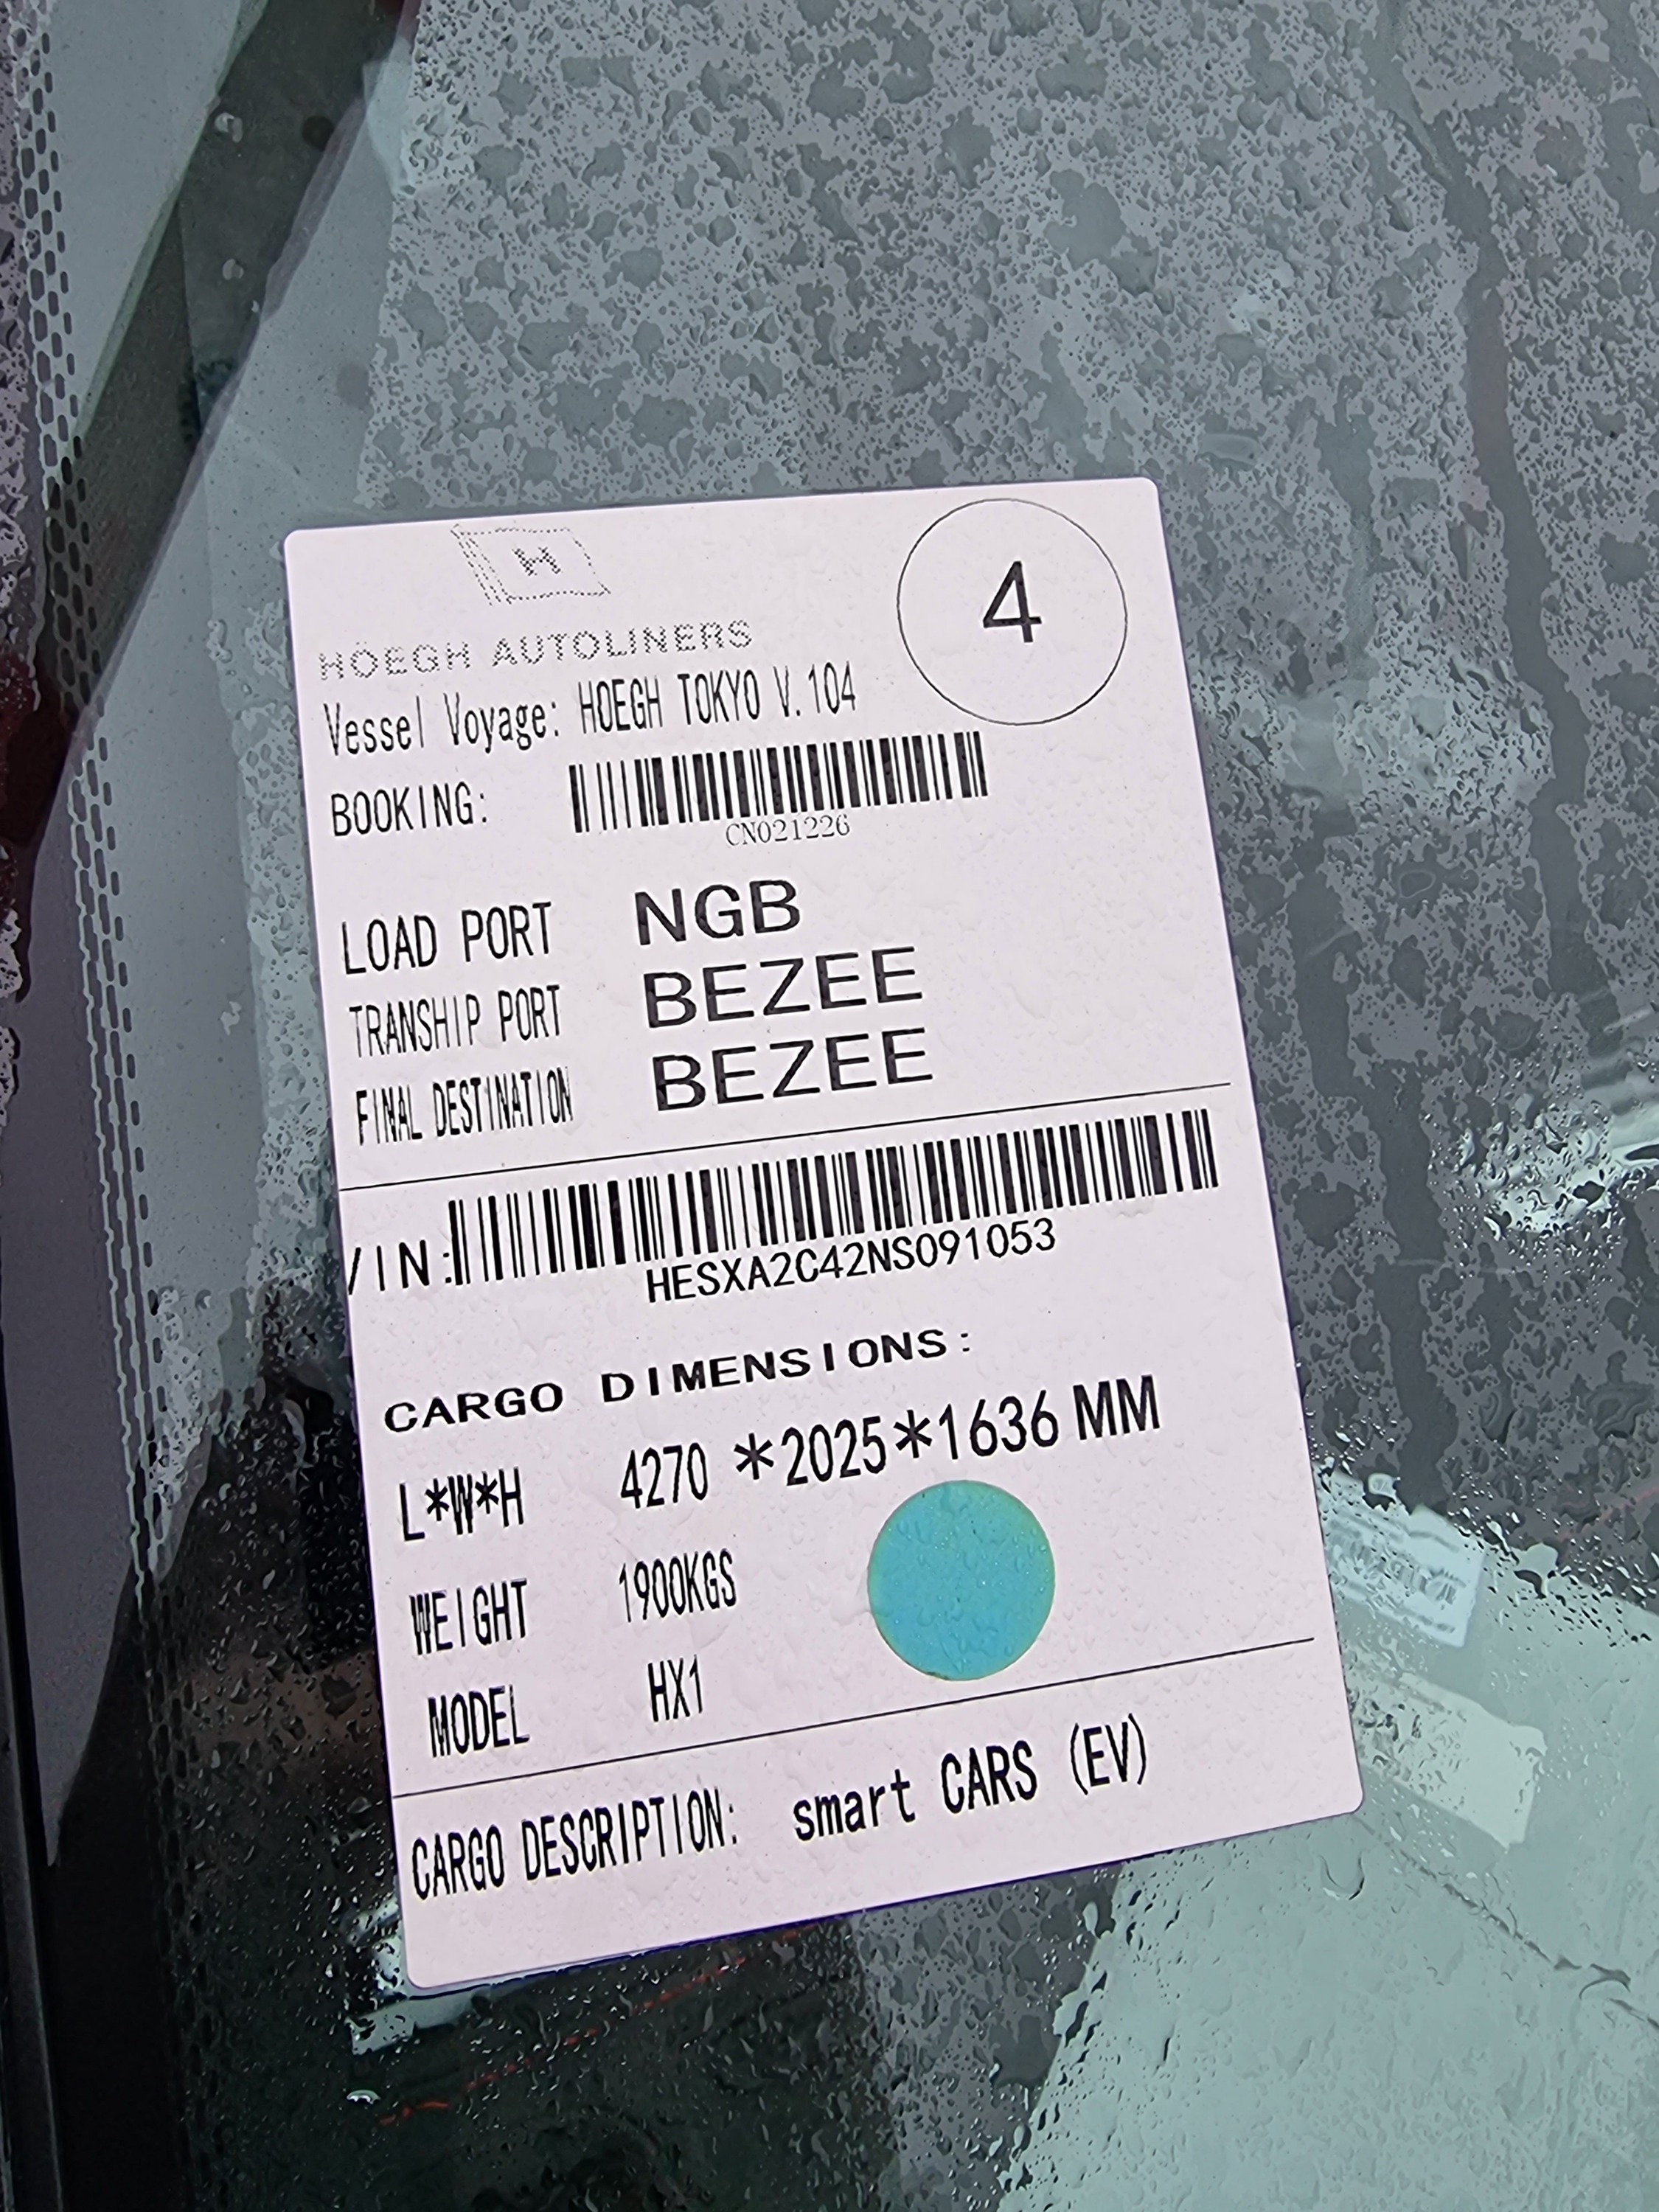 H
4
HÖEGH AUTOLINERS
Vessel Voyage: HOEGH TOKYO V.104
BOOKING:
CN021226
LOAD PORT NGB
TRANSHIP PORT BEZEE
FINAL DESTINATION BEZEE
VIN:
HESXA2C42NS091053
CARGO DIMENSIONS:
L*W*H 4270 *2025*1636 MM
WEIGHT 1900KGS
MODEL HX1
CARGO DESCRIPTION: smart CARS (EV)